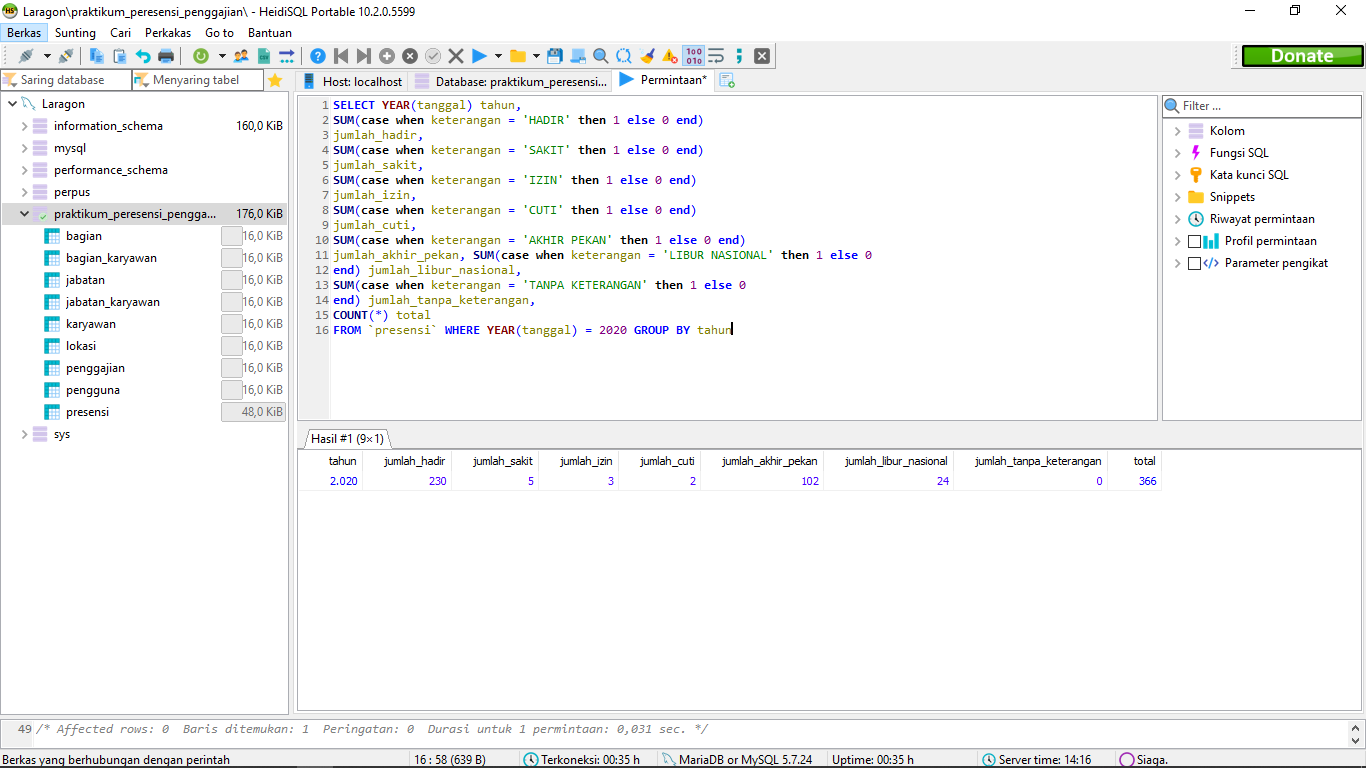 Laragon\praktikum_peresensi_penggajian\ - HeidiSQL Portable 10.2.0.5599
Berkas Sunting Cari Perkakas Go to Bantuan
Donate
Saring database Menyaring tabel
Host: localhost Database: praktikum_peresensi... Permintaan*
Laragon
information_schema 160,0 KiB
mysql
performance_schema
perpus
praktikum_peresensi_pengga... 176,0 KiB
bagian 16,0 KiB
bagian_karyawan 16,0 KiB
jabatan 16,0 KiB
jabatan_karyawan 16,0 KiB
karyawan 16,0 KiB
lokasi 16,0 KiB
penggajian 16,0 KiB
pengguna 16,0 KiB
presensi 48,0 KiB
sys
1 SELECT YEAR(tanggal) tahun,
2 SUM(case when keterangan = 'HADIR' then 1 else 0 end)
3 jumlah_hadir,
4 SUM(case when keterangan = 'SAKIT' then 1 else 0 end)
5 jumlah_sakit,
6 SUM(case when keterangan = 'IZIN' then 1 else 0 end)
7 jumlah_izin,
8 SUM(case when keterangan = 'CUTI' then 1 else 0 end)
9 jumlah_cuti,
10 SUM(case when keterangan = 'AKHIR PEKAN' then 1 else 0 end)
11 jumlah_akhir_pekan, SUM(case when keterangan = 'LIBUR NASIONAL' then 1 else 0
12 end) jumlah_libur_nasional,
13 SUM(case when keterangan = 'TANPA KETERANGAN' then 1 else 0
14 end) jumlah_tanpa_keterangan,
15 COUNT(*) total
16 FROM `presensi` WHERE YEAR(tanggal) = 2020 GROUP BY tahun
Filter ...
Kolom
Fungsi SQL
Kata kunci SQL
Snippets
Riwayat permintaan
Profil permintaan
Parameter pengikat
Hasil #1 (9×1)
tahun jumlah_hadir jumlah_sakit jumlah_izin jumlah_cuti jumlah_akhir_pekan jumlah_libur_nasional jumlah_tanpa_keterangan total
2.020 230 5 3 2 102 24 0 366
49 /* Affected rows: 0 Baris ditemukan: 1 Peringatan: 0 Durasi untuk 1 permintaan: 0,031 sec. */
Berkas yang berhubungan dengan perintah 16 : 58 (639 B) Terkoneksi: 00:35 h MariaDB or MySQL 5.7.24 Uptime: 00:35 h Server time: 14:16 Siaga.